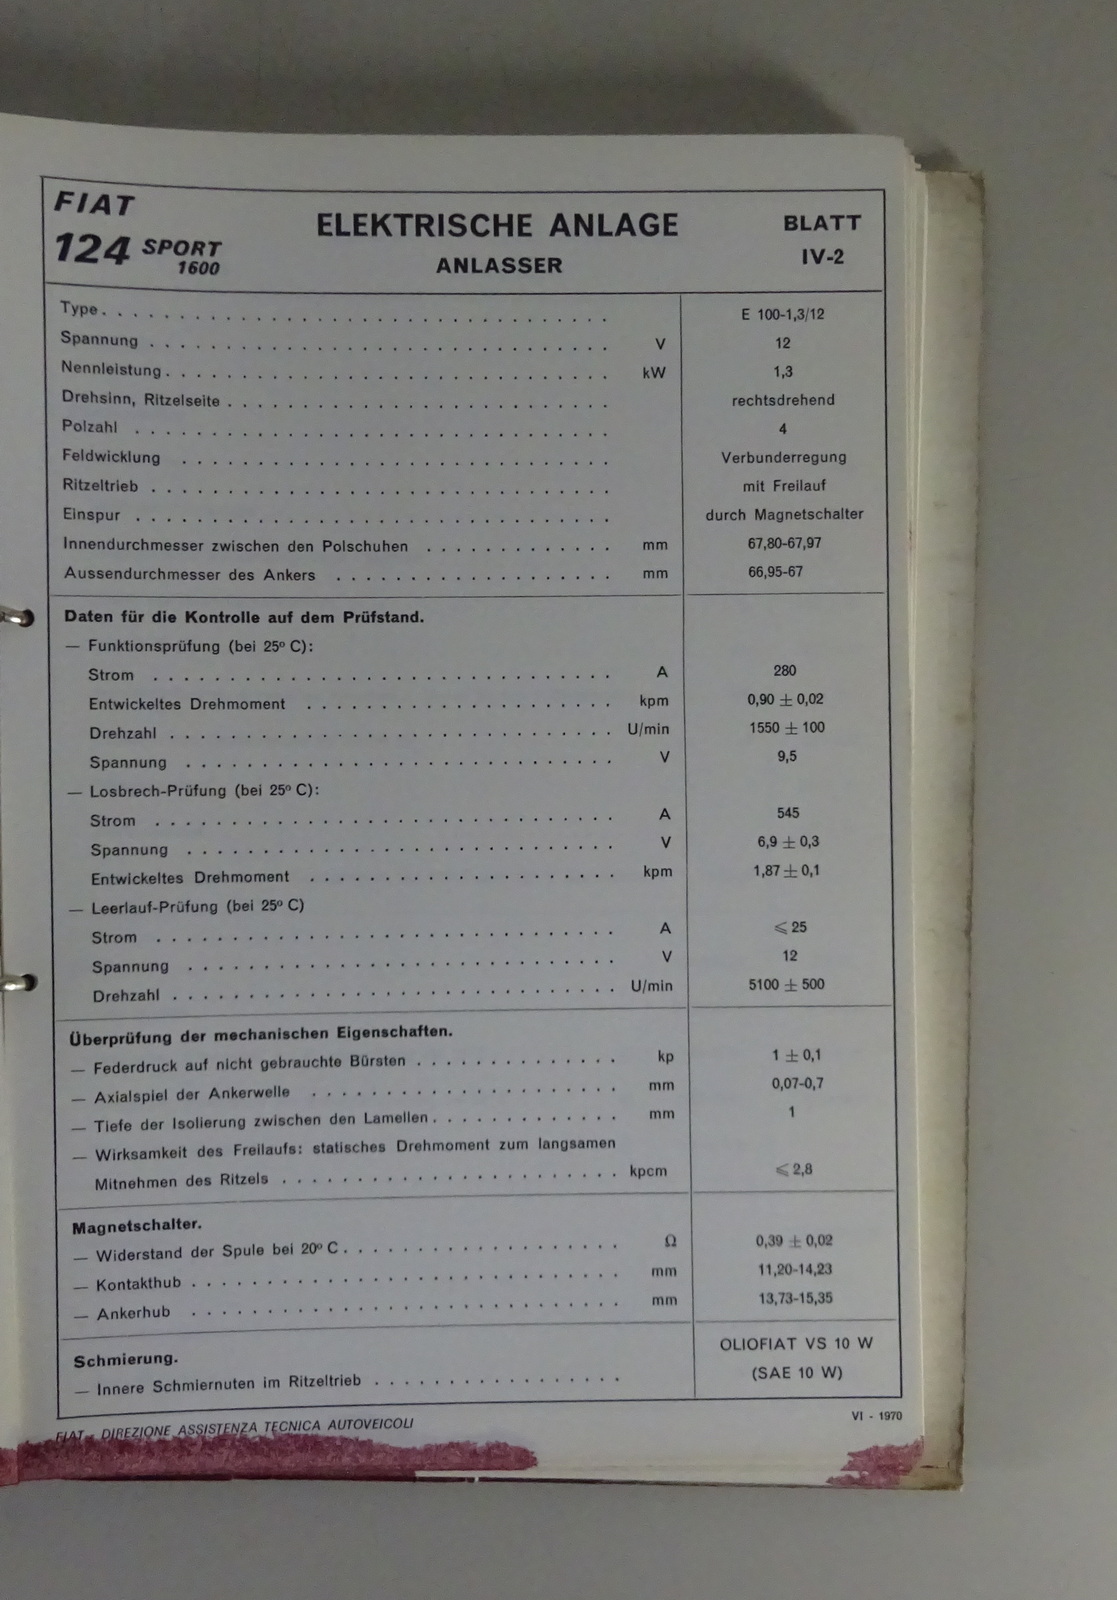 FIAT
124 SPORT
1600
ELEKTRISCHE ANLAGE
ANLASSER
BLATT
IV-2
Type E 100-1,3/12
Spannung V 12
Nennleistung kW 1,3
Drehsinn, Ritzelseite rechtsdrehend
Polzahl 4
Feldwicklung Verbunderregung
Ritzeltrieb mit Freilauf
Einspur durch Magnetschalter
Innendurchmesser zwischen den Polschuhen mm 67,80-67,97
Aussendurchmesser des Ankers mm 66,95-67
Daten für die Kontrolle auf dem Prüfstand.
— Funktionsprüfung (bei 25º C):
Strom A 280
Entwickeltes Drehmoment kpm 0,90 ± 0,02
Drehzahl U/min 1550 ± 100
Spannung V 9,5
— Losbrech-Prüfung (bei 25º C):
Strom A 545
Spannung V 6,9 ± 0,3
Entwickeltes Drehmoment kpm 1,87 ± 0,1
— Leerlauf-Prüfung (bei 25º C)
Strom A ⩽ 25
Spannung V 12
Drehzahl U/min 5100 ± 500
Überprüfung der mechanischen Eigenschaften.
— Federdruck auf nicht gebrauchte Bürsten kp 1 ± 0,1
— Axialspiel der Ankerwelle mm 0,07-0,7
— Tiefe der Isolierung zwischen den Lamellen mm 1
— Wirksamkeit des Freilaufs: statisches Drehmoment zum langsamen
Mitnehmen des Ritzels kpcm ⩽ 2,8
Magnetschalter.
— Widerstand der Spule bei 20º C Ω 0,39 ± 0,02
— Kontakthub mm 11,20-14,23
— Ankerhub mm 13,73-15,35
Schmierung.
— Innere Schmiernuten im Ritzeltrieb OLIOFIAT VS 10 W
(SAE 10 W)
FIAT - DIREZIONE ASSISTENZA TECNICA AUTOVEICOLI
VI - 1970